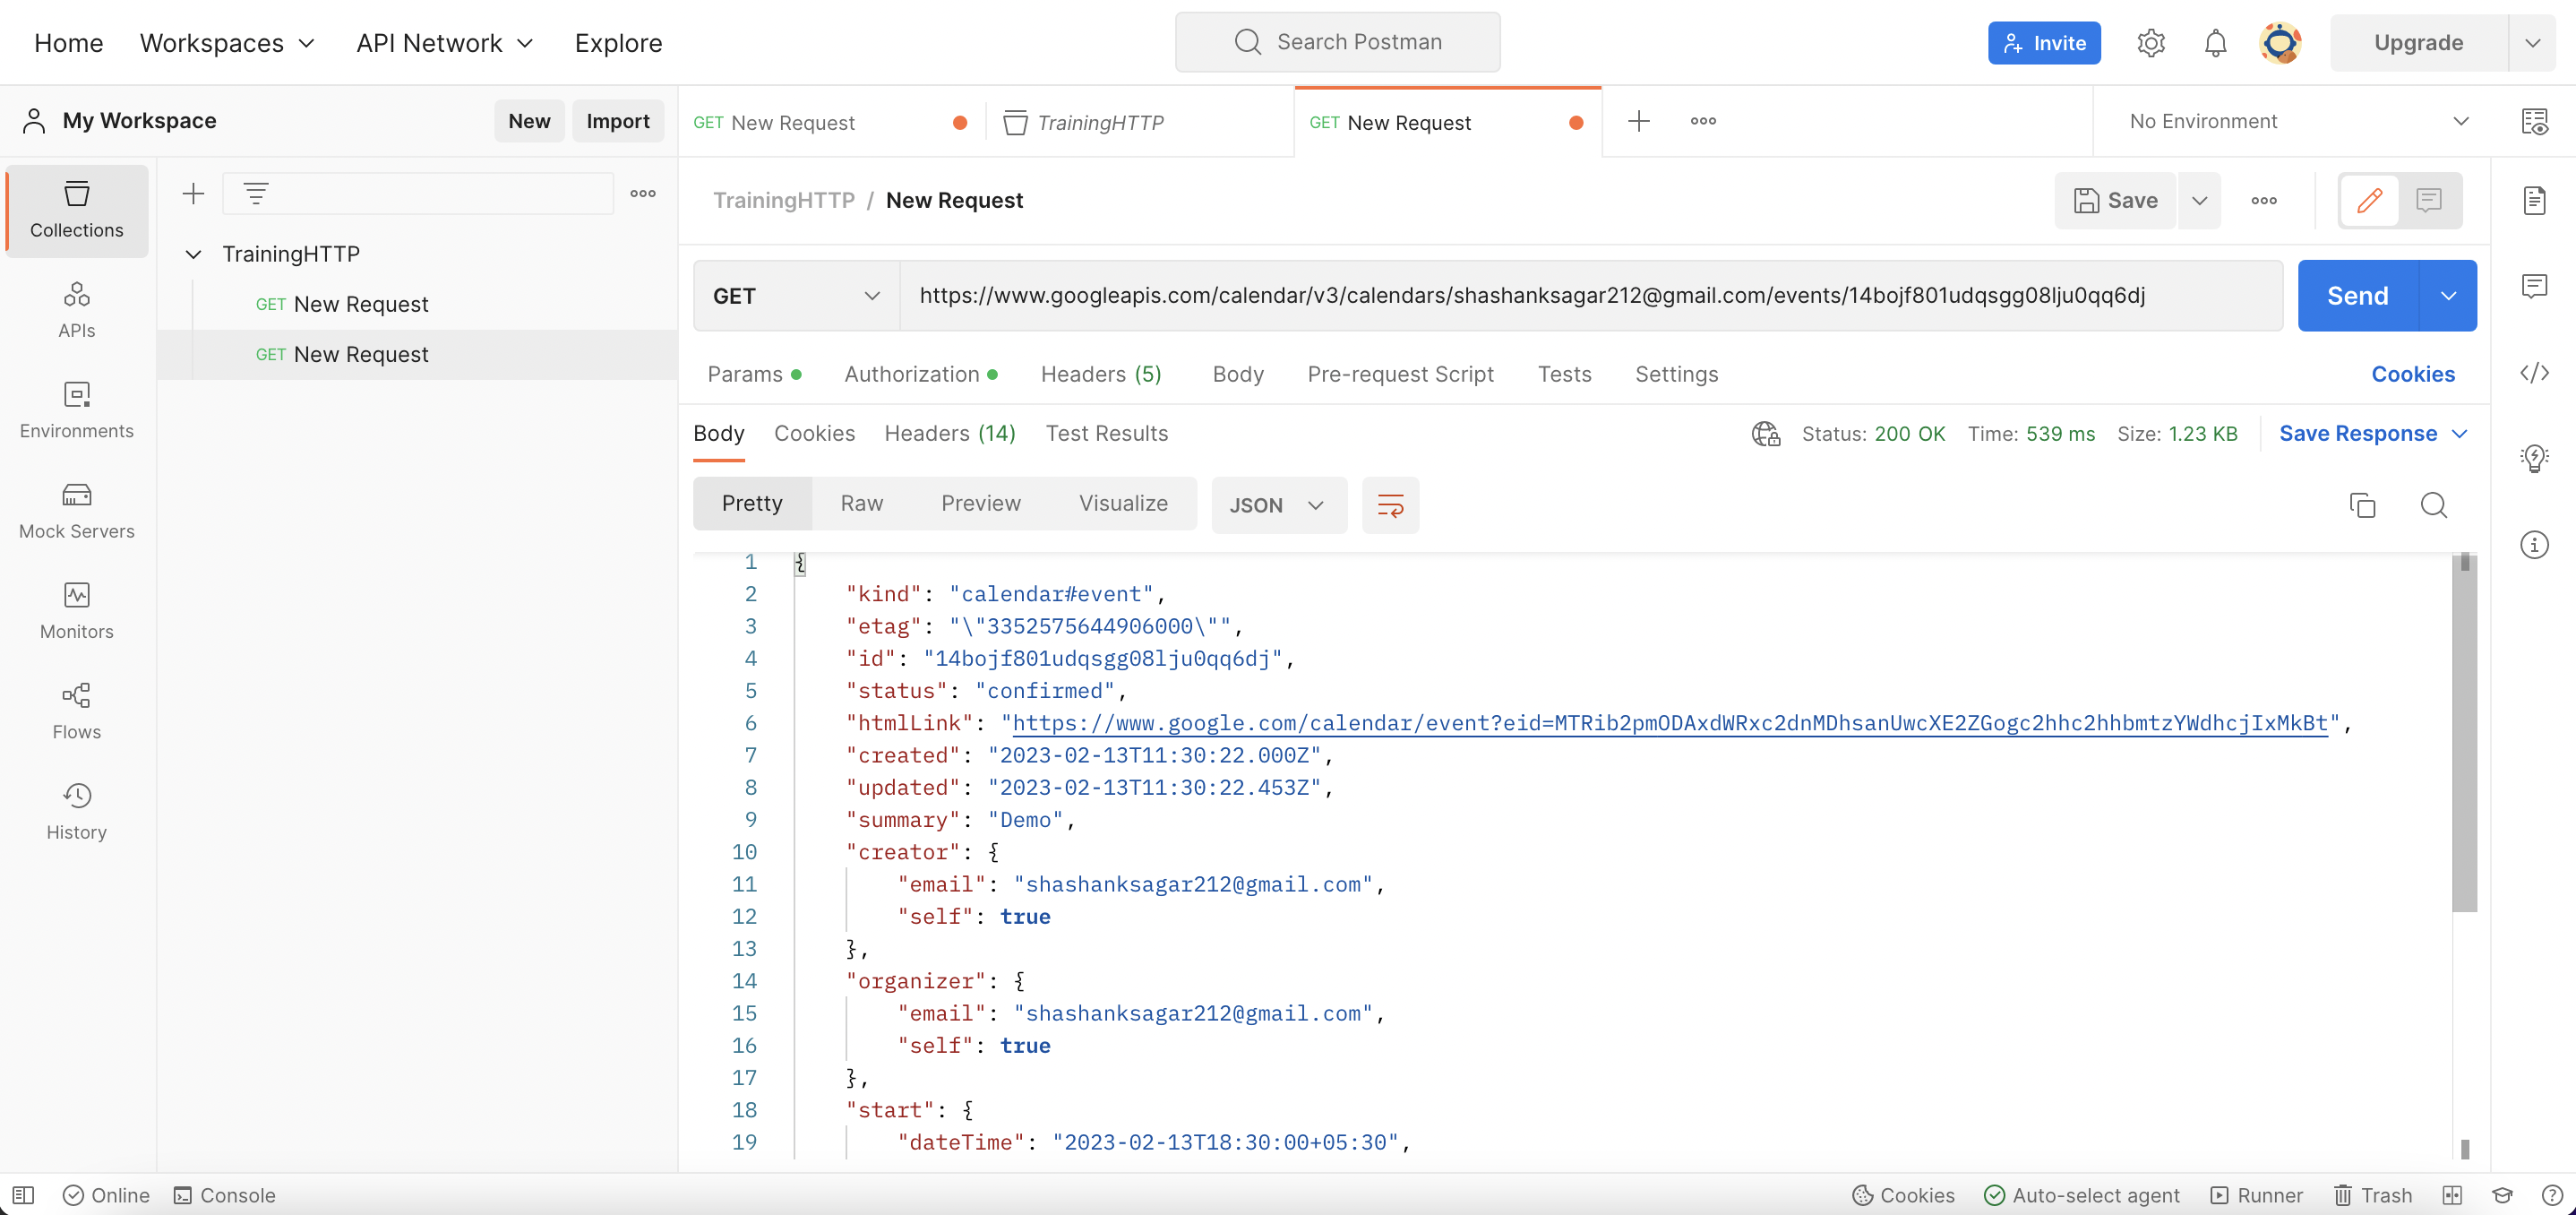 Home Workspaces API Network Explore Search Postman Invite Upgrade
My Workspace New Import GET New Request TrainingHTTP GET New Request No Environment
Collections
APIs
Environments
Mock Servers
Monitors
Flows
History
TrainingHTTP
GET New Request
GET New Request
TrainingHTTP / New Request Save
GET https://www.googleapis.com/calendar/v3/calendars/shashanksagar212@gmail.com/events/14bojf801udqsgg08lju0qq6dj Send
Params Authorization Headers (5) Body Pre-request Script Tests Settings Cookies
Body Cookies Headers (14) Test Results Status: 200 OK Time: 539 ms Size: 1.23 KB Save Response
Pretty Raw Preview Visualize JSON
1 {
2 "kind": "calendar#event",
3 "etag": "\"3352575644906000\"",
4 "id": "14bojf801udqsgg08lju0qq6dj",
5 "status": "confirmed",
6 "htmlLink": "https://www.google.com/calendar/event?eid=MTRib2pmODAxdWRxc2dnMDhsanUwcXE2ZGogc2hhc2hhbmtzYWdhcjIxMkBt",
7 "created": "2023-02-13T11:30:22.000Z",
8 "updated": "2023-02-13T11:30:22.453Z",
9 "summary": "Demo",
10 "creator": {
11 "email": "shashanksagar212@gmail.com",
12 "self": true
13 },
14 "organizer": {
15 "email": "shashanksagar212@gmail.com",
16 "self": true
17 },
18 "start": {
19 "dateTime": "2023-02-13T18:30:00+05:30",
Online Console Cookies Auto-select agent Runner Trash